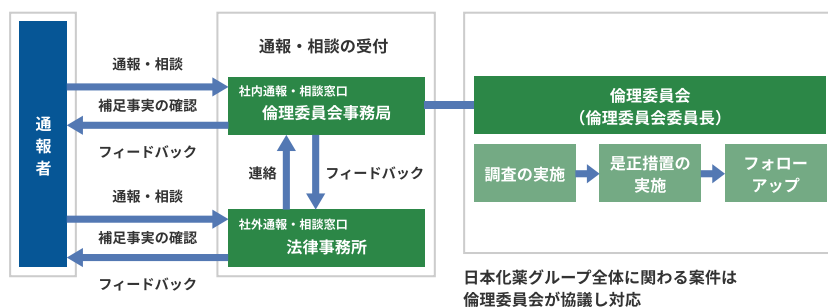 通報者
通報・相談
補足事実の確認
フィードバック
通報・相談
補足事実の確認
フィードバック
通報・相談の受付
社内通報・相談窓口
倫理委員会事務局
連絡
フィードバック
社外通報・相談窓口
法律事務所
倫理委員会
（倫理委員会委員長）
調査の実施
是正措置の
実施
フォロー
アップ
日本化薬グループ全体に関わる案件は
倫理委員会が協議し対応